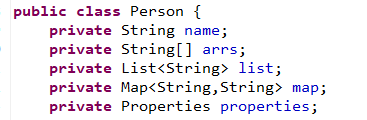 public class Person {
    private String name;
    private String[] arrs;
    private List<String> list;
    private Map<String,String> map;
    private Properties properties;